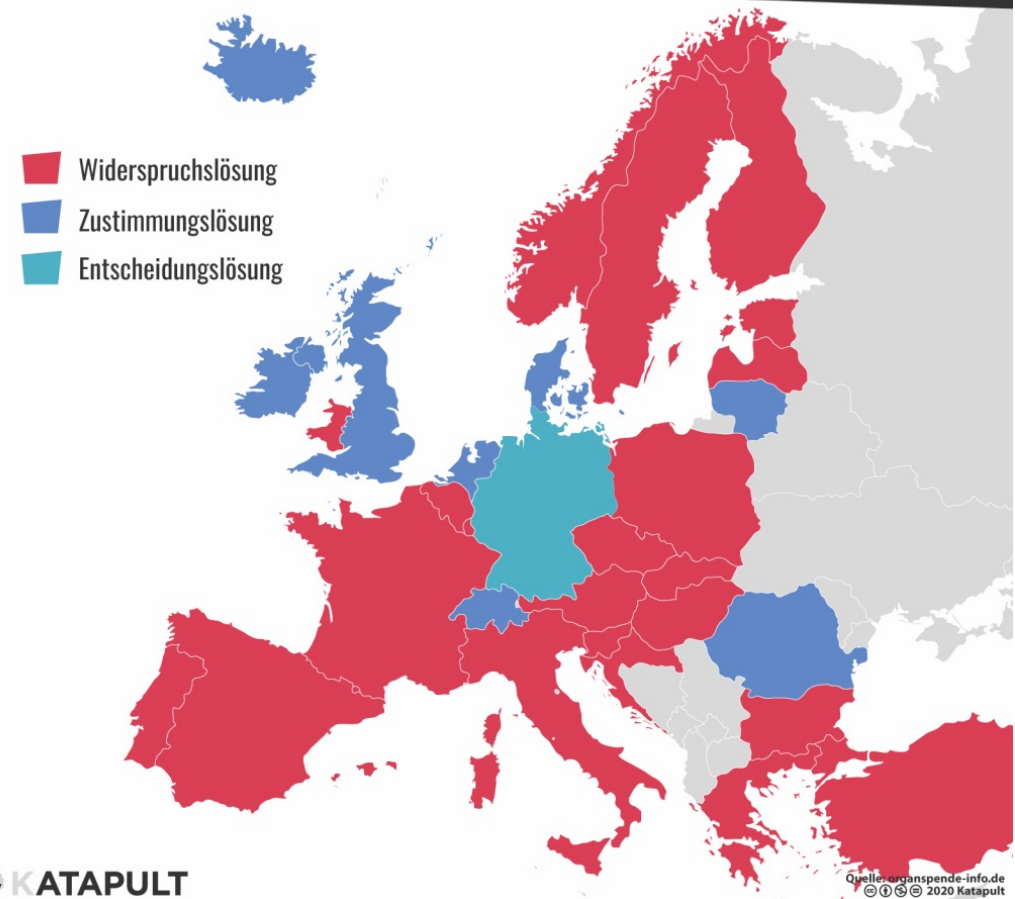 Widerspruchslösung
Zustimmungslösung
Entscheidungslösung
KATAPULT
Quelle: organspende-info.de
2020 Katapult